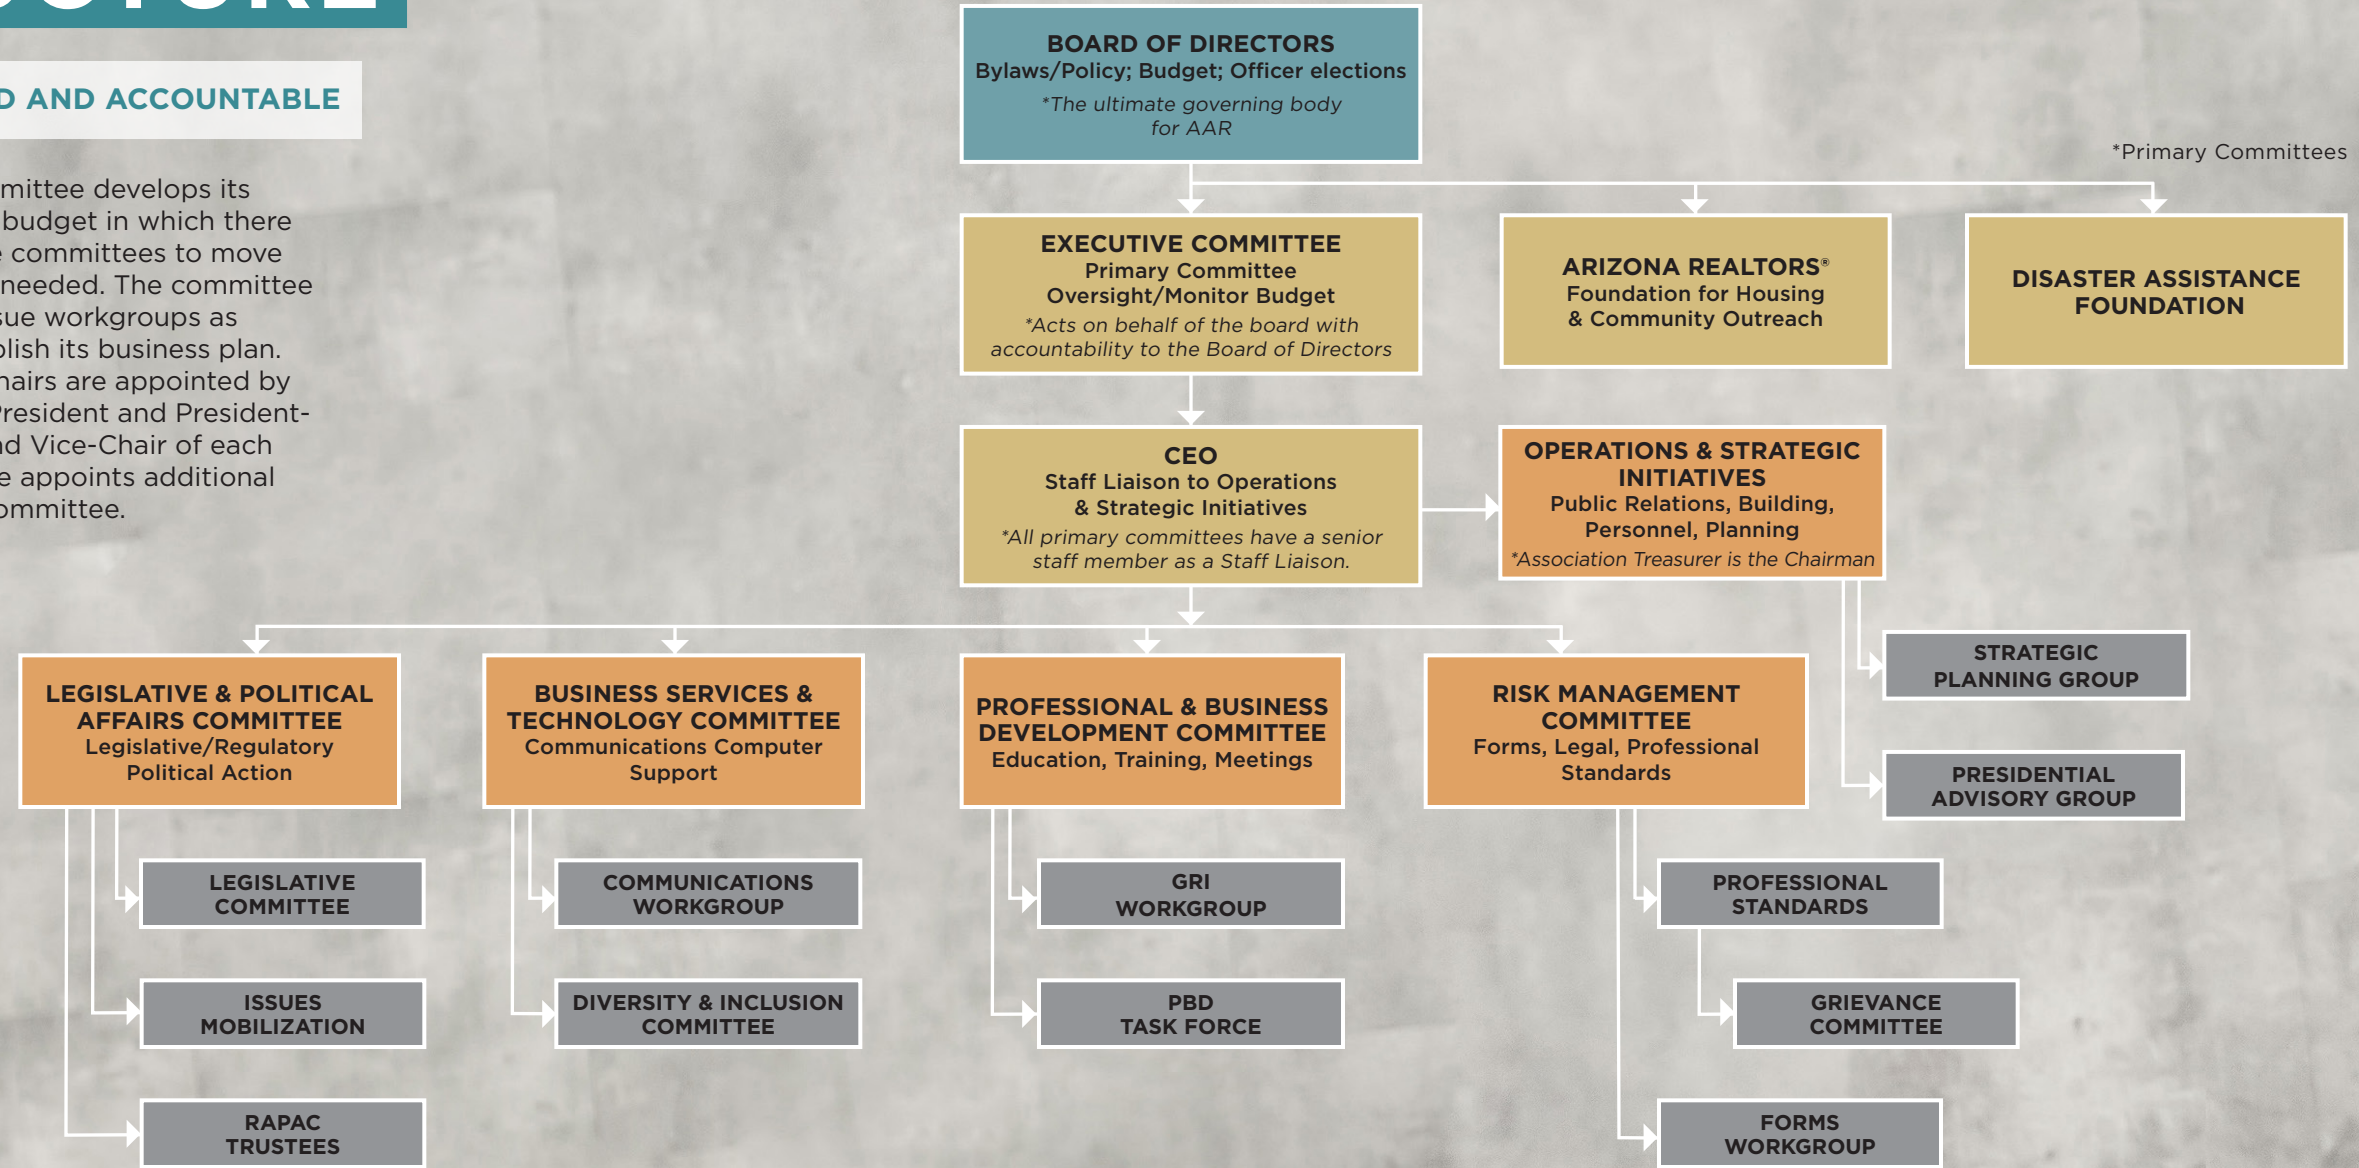 D AND ACCOUNTABLE
mittee develops its
budget in which there
committees to move
needed. The committee
sue workgroups as
plish its business plan.
hairs are appointed by
President and President-
nd Vice-Chair of each
e appoints additional
ommittee.
BOARD OF DIRECTORS
Bylaws/Policy; Budget; Officer elections
*The ultimate governing body
for AAR
*Primary Committees
EXECUTIVE COMMITTEE
Primary Committee
Oversight/Monitor Budget
*Acts on behalf of the board with
accountability to the Board of Directors
ARIZONA REALTORS®
Foundation for Housing
& Community Outreach
DISASTER ASSISTANCE
FOUNDATION
CEO
Staff Liaison to Operations
& Strategic Initiatives
*All primary committees have a senior
staff member as a Staff Liaison.
OPERATIONS & STRATEGIC
INITIATIVES
Public Relations, Building,
Personnel, Planning
*Association Treasurer is the Chairman
STRATEGIC
PLANNING GROUP
PRESIDENTIAL
ADVISORY GROUP
LEGISLATIVE & POLITICAL
AFFAIRS COMMITTEE
Legislative/Regulatory
Political Action
BUSINESS SERVICES &
TECHNOLOGY COMMITTEE
Communications Computer
Support
PROFESSIONAL & BUSINESS
DEVELOPMENT COMMITTEE
Education, Training, Meetings
RISK MANAGEMENT
COMMITTEE
Forms, Legal, Professional
Standards
LEGISLATIVE
COMMITTEE
ISSUES
MOBILIZATION
RAPAC
TRUSTEES
COMMUNICATIONS
WORKGROUP
DIVERSITY & INCLUSION
COMMITTEE
GRI
WORKGROUP
PBD
TASK FORCE
PROFESSIONAL
STANDARDS
GRIEVANCE
COMMITTEE
FORMS
WORKGROUP